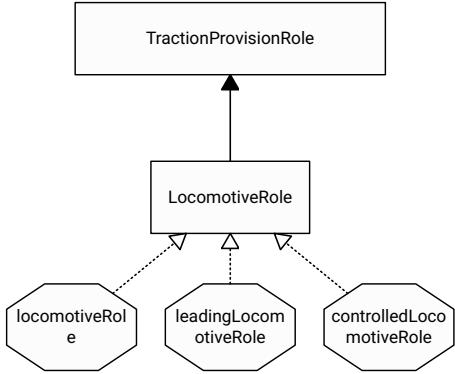 TractionProvisionRole
LocomotiveRole
locomotiveRol
e
leadingLocom
otiveRole
controlledLoco
motiveRole